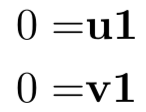 0 = u1
0 = v1